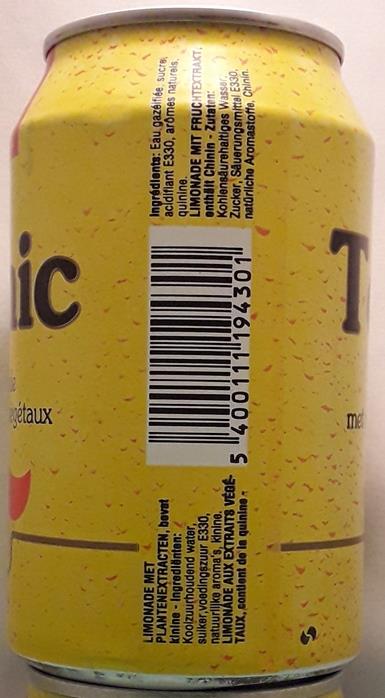 nic
égétaux
T
me
LIMONADE MET
PLANTENEXTRACTEN, bevat
kinine - Ingrediënten:
Koolzuurhoudend water,
suiker, voedingszuur E330,
natuurlijke aroma's, kinine.
LIMONADE AUX EXTRAITS VÉGÉ-
TAUX, contient de la quinine -
Ingrédients: Eau gazéifiée, sucre,
acidifiant E330, arômes naturels,
quinine.
LIMONADE MIT FRUCHTEXTRAKT,
enthält Chinin - Zutaten:
Kohlensäurehaltiges Wasser,
Zucker, Säuerungsmittel E330,
natürliche Aromastoffe, Chinin.
5 400111 194301